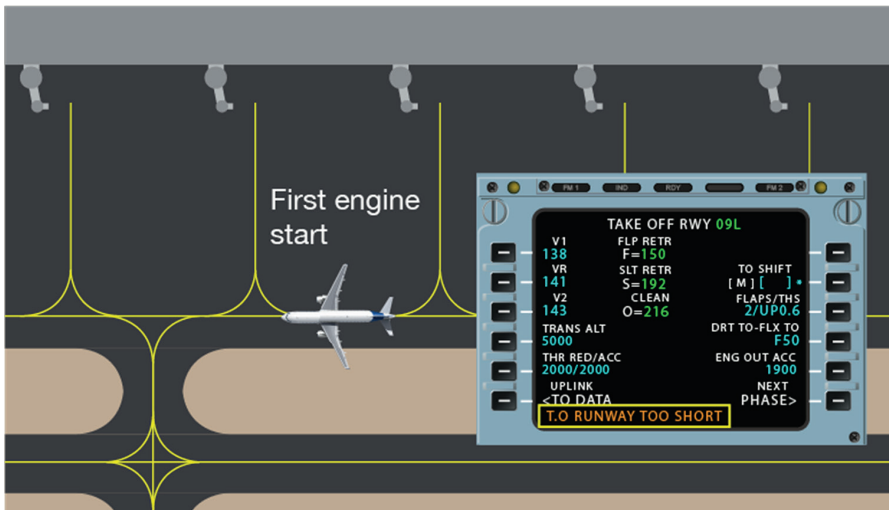 First engine
start
FM 1 IND RDY FM 2
TAKE OFF RWY 09L
V1 FLP RETR
138 F=150
VR SLT RETR TO SHIFT
141 S=192 [M][ ]*
V2 CLEAN FLAPS/THS
143 O=216 2/UP0.6
TRANS ALT DRT TO-FLX TO
5000 F50
THR RED/ACC ENG OUT ACC
2000/2000 1900
UPLINK NEXT
<TO DATA PHASE>
T.O RUNWAY TOO SHORT